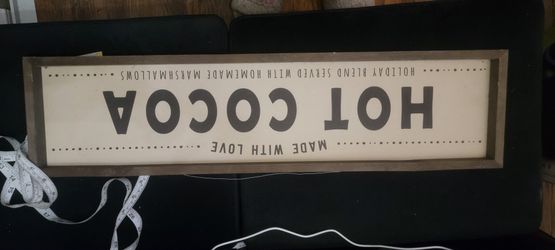 MADE WITH LOVE
HOT COCOA
HOLIDAY BLEND SERVED WITH HOMEMADE MARSHMALLOWS